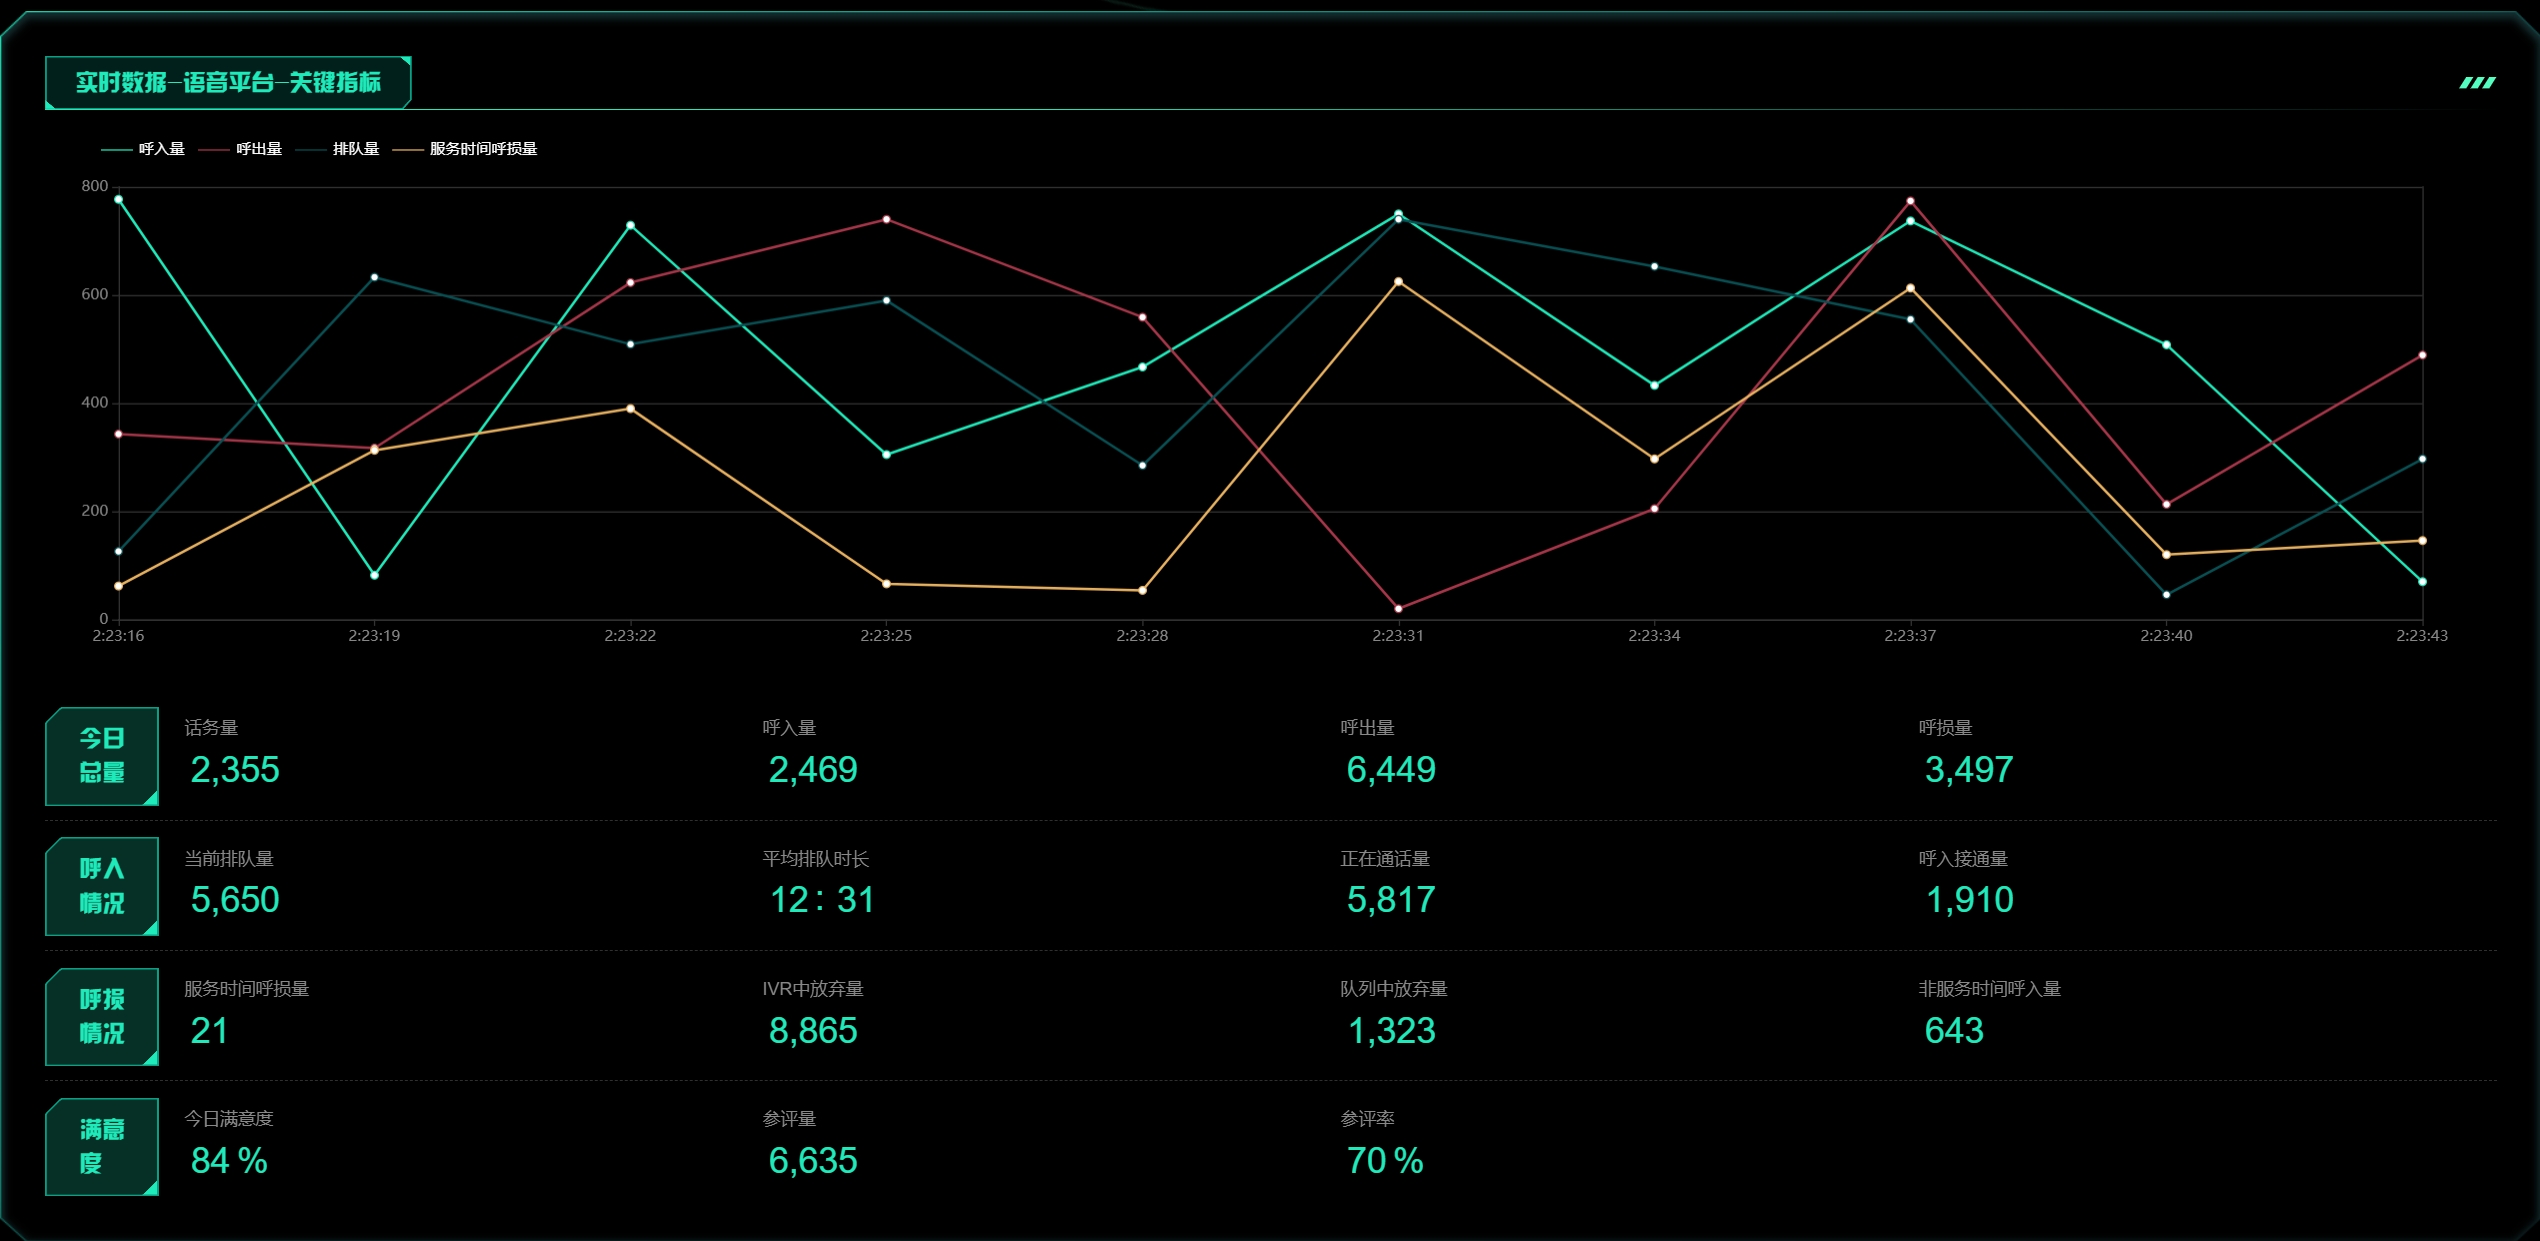 实时数据-语音平台-关键指标
呼入量 呼出量 排队量 服务时间呼损量
800
600
400
200
0
2:23:16 2:23:19 2:23:22 2:23:25 2:23:28 2:23:31 2:23:34 2:23:37 2:23:40 2:23:43
今日
总量
话务量 呼入量 呼出量 呼损量
2,355 2,469 6,449 3,497
呼入
情况
当前排队量 平均排队时长 正在通话量 呼入接通量
5,650 12：31 5,817 1,910
呼损
情况
服务时间呼损量 IVR中放弃量 队列中放弃量 非服务时间呼入量
21 8,865 1,323 643
满意
度
今日满意度 参评量 参评率
84 % 6,635 70 %